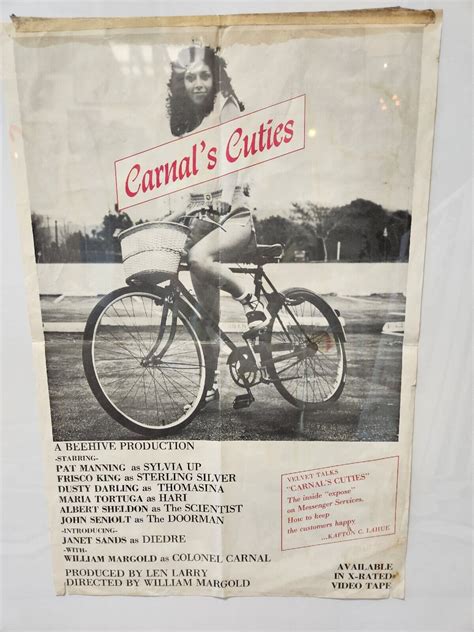 Carnal's Cuties
A BEEHIVE PRODUCTION
-STARRING-
PAT MANNING as SYLVIA UP
FRISCO KING as STERLING SILVER
DUSTY DARLING as THOMASINA
MARIA TORTUGA as HARI
ALBERT SHELDON as The SCIENTIST
JOHN SENIOLT as The DOORMAN
-INTRODUCING-
JANET SANDS as DIEDRE
-WITH-
WILLIAM MARGOLD as COLONEL CARNAL
PRODUCED BY LEN LARRY
DIRECTED BY WILLIAM MARGOLD
VELVET TALKS
"CARNAL'S CUTIES"
The inside "expose"
on Messenger Services.
How to keep
the customers happy
...KAPTON C. LAHUE
AVAILABLE
IN X-RATED
VIDEO TAPE